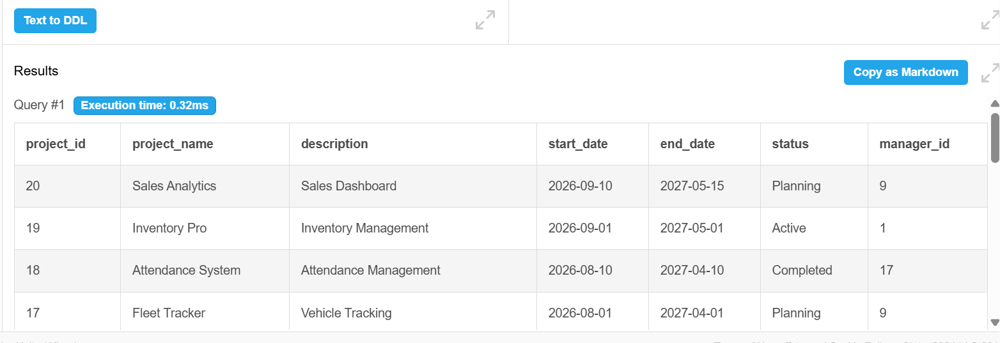 Text to DDL
Results
Copy as Markdown
Query #1 Execution time: 0.32ms
project_id project_name description start_date end_date status manager_id
20 Sales Analytics Sales Dashboard 2026-09-10 2027-05-15 Planning 9
19 Inventory Pro Inventory Management 2026-09-01 2027-05-01 Active 1
18 Attendance System Attendance Management 2026-08-10 2027-04-10 Completed 17
17 Fleet Tracker Vehicle Tracking 2026-08-01 2027-04-01 Planning 9